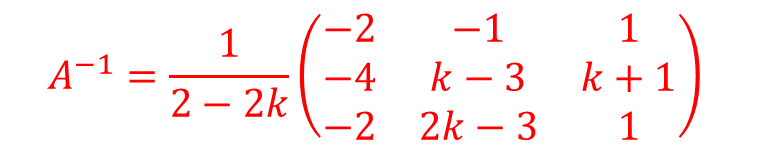 A⁻¹ = 1/(2 − 2k) (−2 −1 1
−4 k − 3 k + 1
−2 2k − 3 1)